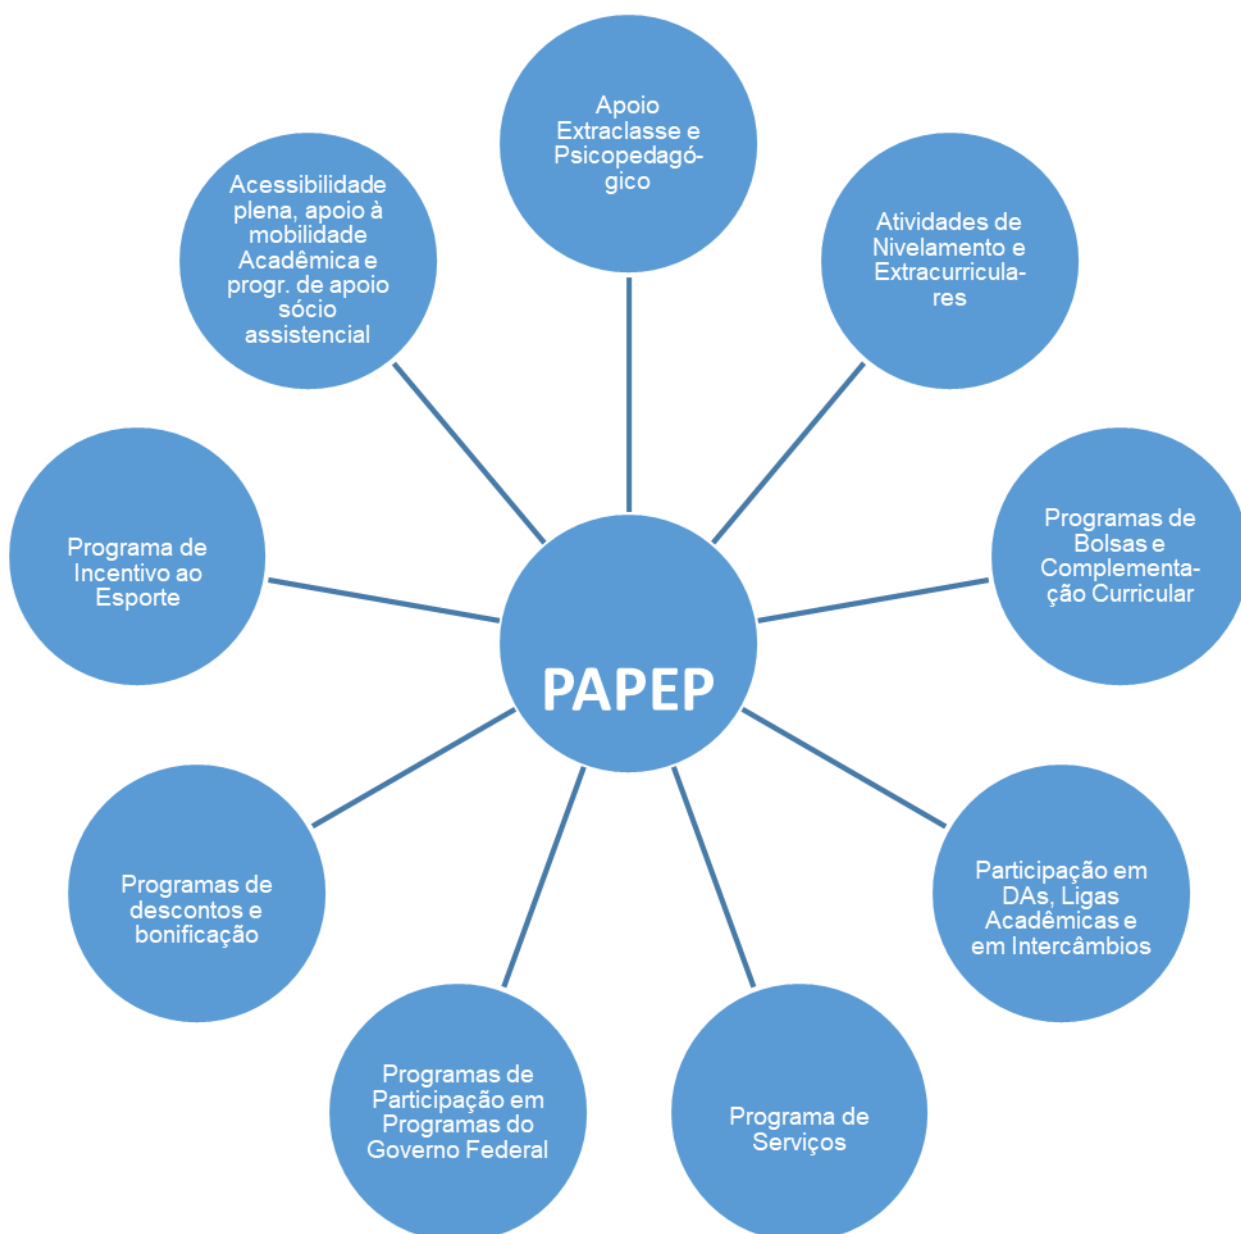 Apoio
Extraclasse e
Psicopedagó-
gico
Atividades de
Nivelamento e
Extracurricula-
res
Programas de
Bolsas e
Complementa-
ção Curricular
Participação em
DAs, Ligas
Acadêmicas e
em Intercâmbios
Programa de
Serviços
Programas de
Participação em
Programas do
Governo Federal
Programas de
descontos e
bonificação
Programa de
Incentivo ao
Esporte
Acessibilidade
plena, apoio à
mobilidade
Acadêmica e
progr. de apoio
sócio
assistencial
PAPEP